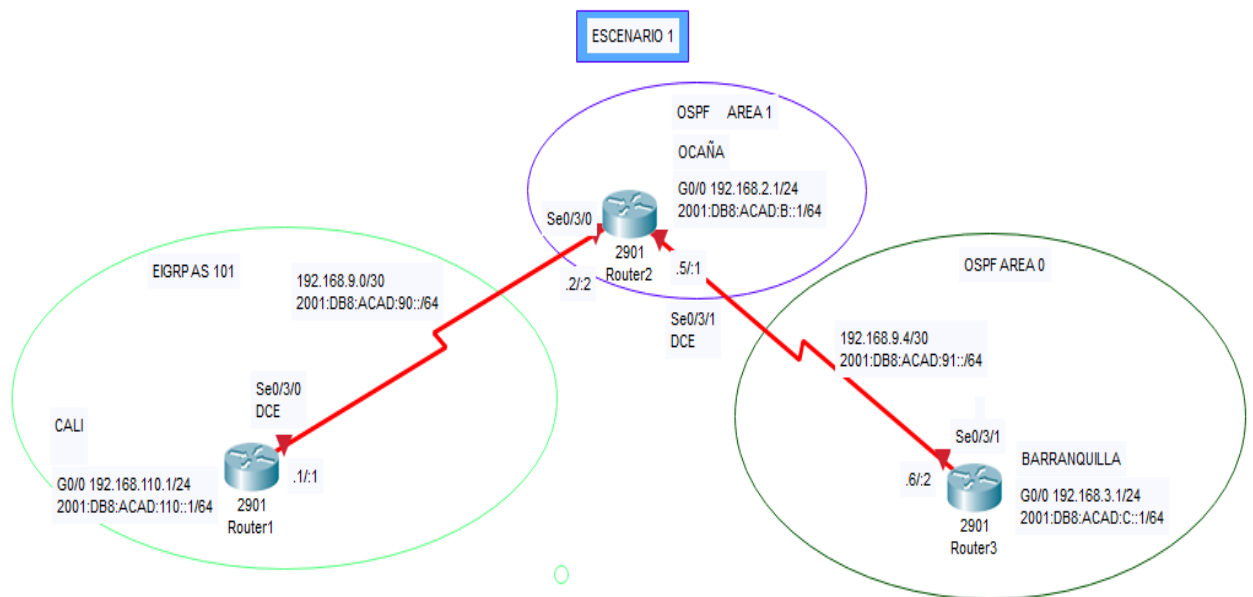 ESCENARIO 1
OSPF AREA 1
OCAÑA
G0/0 192.168.2.1/24
2001:DB8:ACAD:B::1/64
Se0/3/0
2901
Router2
.2/:2
.5/:1
Se0/3/1
DCE
EIGRP AS 101
192.168.9.0/30
2001:DB8:ACAD:90::/64
Se0/3/0
DCE
CALI
G0/0 192.168.110.1/24
2001:DB8:ACAD:110::1/64
.1/:1
2901
Router1
OSPF AREA 0
192.168.9.4/30
2001:DB8:ACAD:91::/64
Se0/3/1
.6/:2
BARRANQUILLA
G0/0 192.168.3.1/24
2001:DB8:ACAD:C::1/64
2901
Router3